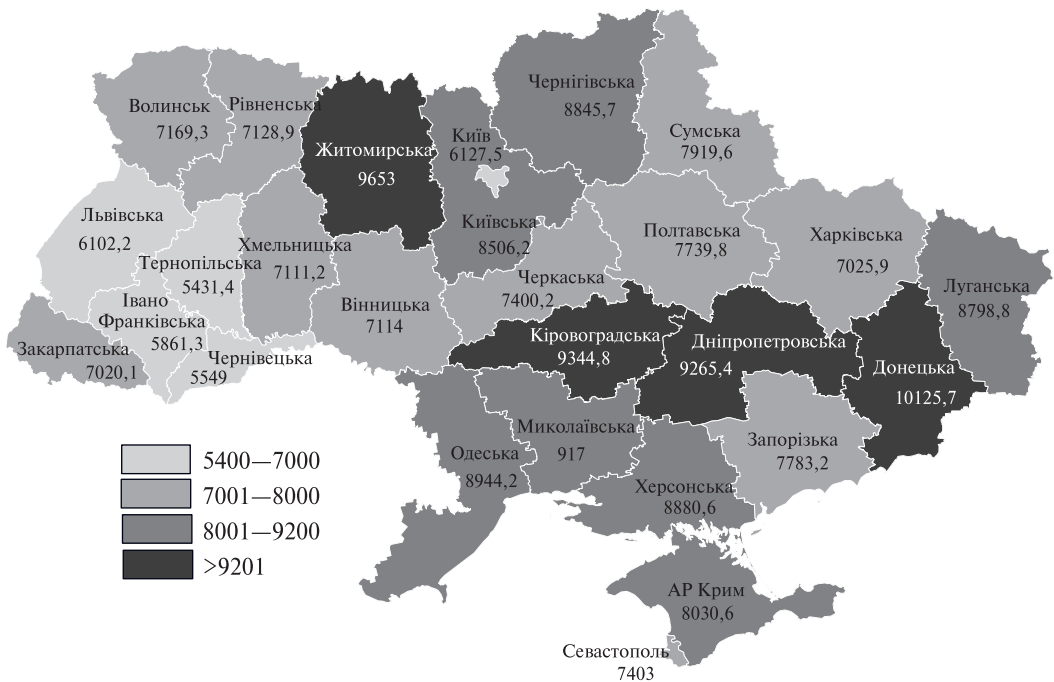 Волинськ
7169,3
Рівненська
7128,9
Житомирська
9653
Київ
6127,5
Чернігівська
8845,7
Сумська
7919,6
Львівська
6102,2
Тернопільська
5431,4
Хмельницька
7111,2
Київська
8506,2
Полтавська
7739,8
Харківська
7025,9
Луганська
8798,8
Івано
Франківська
5861,3
Закарпатська
7020,1
Чернівецька
5549
Вінницька
7114
Черкаська
7400,2
Кіровоградська
9344,8
Дніпропетровська
9265,4
Донецька
10125,7
Одеська
8944,2
Миколаївська
917
Запорізька
7783,2
Херсонська
8880,6
АР Крим
8030,6
Севастополь
7403
5400—7000
7001—8000
8001—9200
>9201